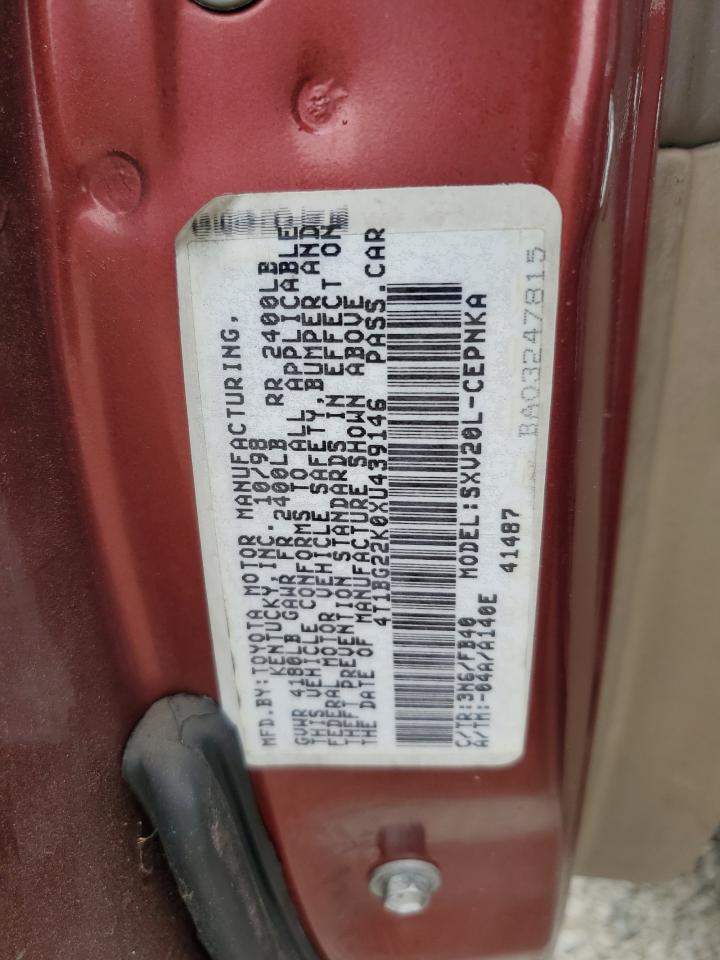 MFD.BY:TOYOTA MOTOR MANUFACTURING,
KENTUCKY,INC. 10/98
GVWR 4180LB GAWR FR 2400LB RR 2400LB
THIS VEHICLE CONFORMS TO ALL APPLICABLE
FEDERAL MOTOR VEHICLE SAFETY,BUMPER AND
THEFT PREVENTION STANDARDS IN EFFECT ON
THE DATE OF MANUFACTURE SHOWN ABOVE
4T1BG22K0XU439146 PASS.CAR
C/TR:3N6/FB40 MODEL:SXV20L-CEPNKA
A/TM:-04A/A140E 41487
BA03247815